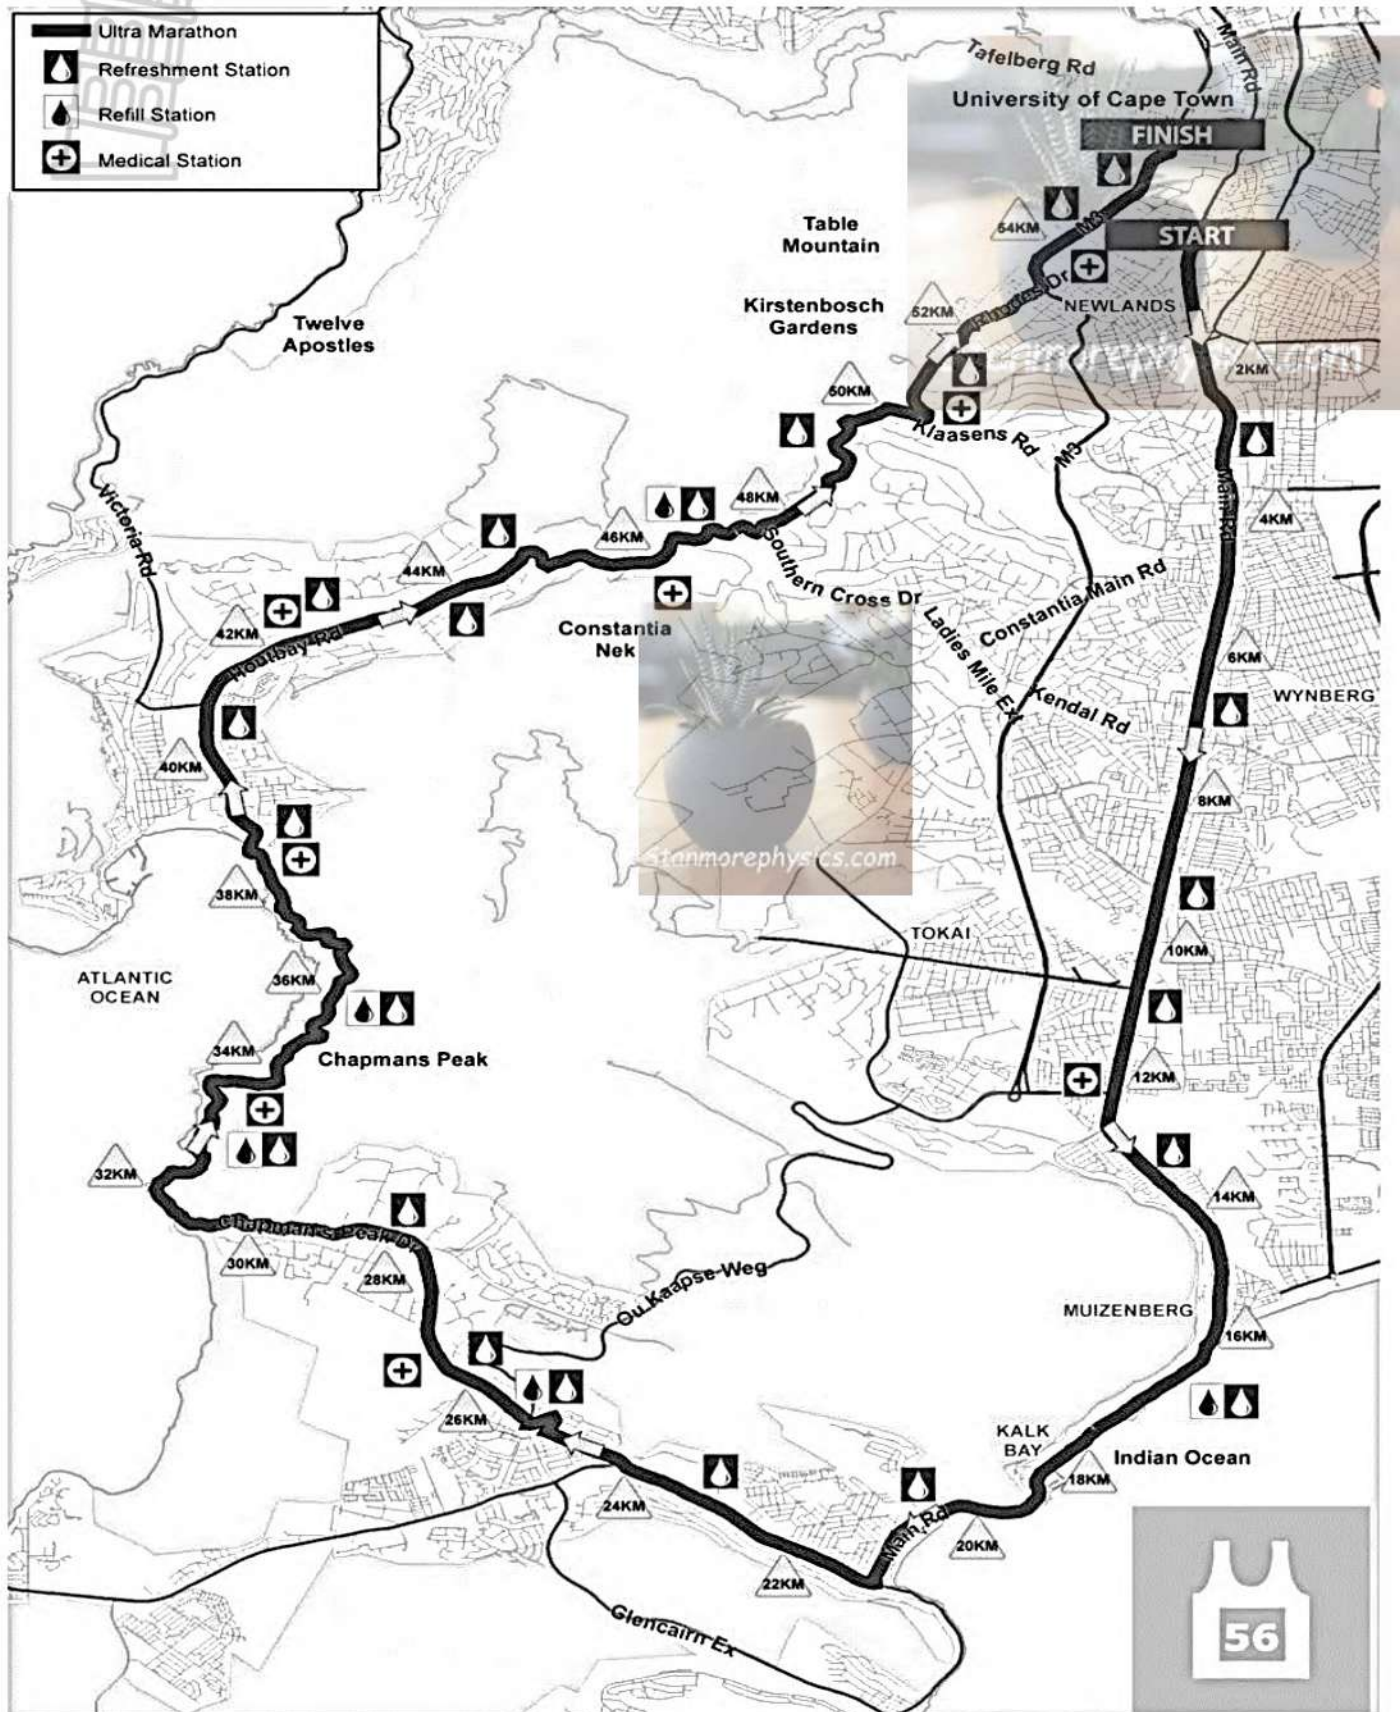 Ultra Marathon
Refreshment Station
Refill Station
Medical Station
Tafelberg Rd
Main Rd
University of Cape Town
FINISH
54KM
M3
START
Table
Mountain
Kirstenbosch
Gardens
52KM
Rhodes Dr
NEWLANDS
Twelve
Apostles
2KM
50KM
Klaasens Rd
M3
Main Rd
Victoria Rd
48KM
4KM
46KM
44KM
Southern Cross Dr
Constantia Main Rd
Ladies Mile Ex
42KM
Houtbay Rd
Constantia
Nek
6KM
Kendal Rd
WYNBERG
40KM
8KM
stanmorephysics.com
38KM
TOKAI
10KM
36KM
ATLANTIC
OCEAN
34KM
Chapmans Peak
12KM
32KM
14KM
Chapman's Peak Dr
30KM
28KM
Ou Kaapse Weg
MUIZENBERG
16KM
26KM
KALK
BAY
Indian Ocean
18KM
24KM
Main Rd
20KM
22KM
Glencairn Ex
56